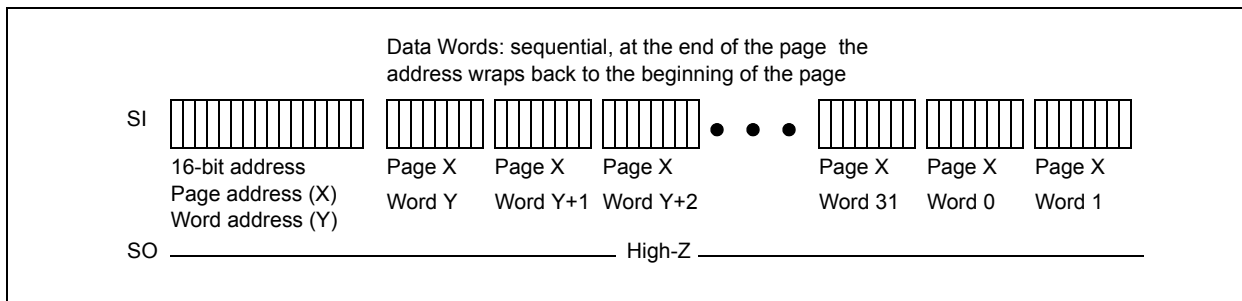 Data Words: sequential, at the end of the page the
address wraps back to the beginning of the page
SI
16-bit address
Page address (X)
Word address (Y)
Page X Page X Page X Page X Page X Page X
Word Y Word Y+1 Word Y+2 Word 31 Word 0 Word 1
SO High-Z